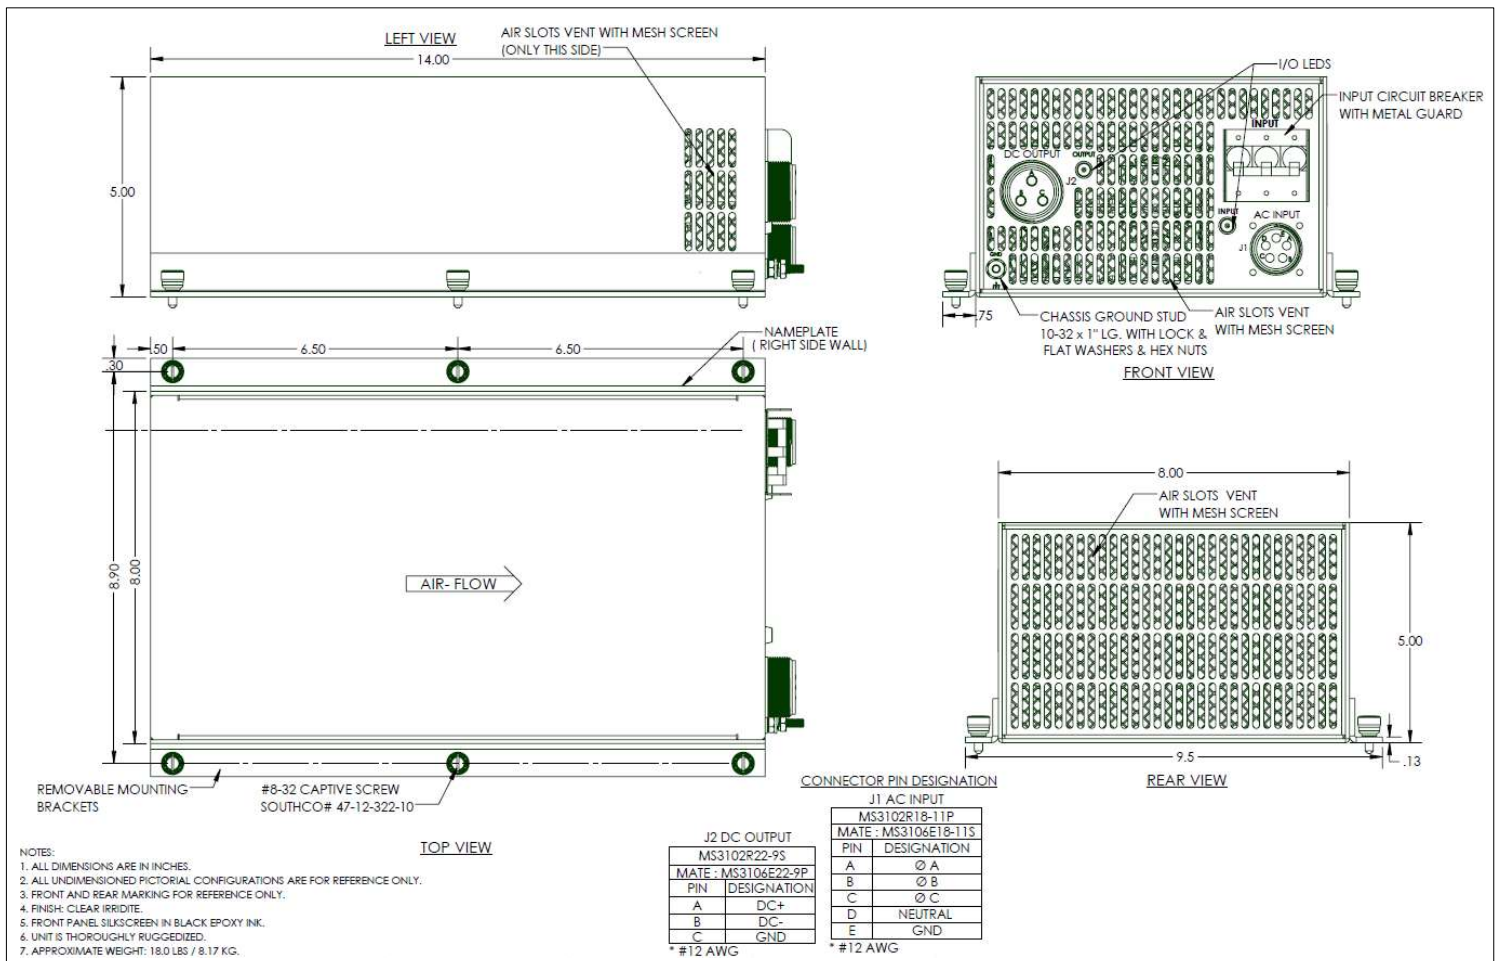 LEFT VIEW
AIR SLOTS VENT WITH MESH SCREEN
(ONLY THIS SIDE)
14.00
5.00
I/O LEDS
INPUT CIRCUIT BREAKER
WITH METAL GUARD
INPUT
DC OUTPUT
OUTPUT
J2
A
B
C
INPUT
AC INPUT
J1
D
E
A
C
B
GND
.75
CHASSIS GROUND STUD
10-32 x 1" LG. WITH LOCK &
FLAT WASHERS & HEX NUTS
AIR SLOTS VENT
WITH MESH SCREEN
FRONT VIEW
NAMEPLATE
( RIGHT SIDE WALL)
.50
6.50
6.50
.30
8.90
8.00
AIR- FLOW
REMOVABLE MOUNTING
BRACKETS
#8-32 CAPTIVE SCREW
SOUTHCO# 47-12-322-10
TOP VIEW
8.00
AIR SLOTS VENT
WITH MESH SCREEN
5.00
9.5
.13
REAR VIEW
CONNECTOR PIN DESIGNATION
J1 AC INPUT
MS3102R18-11P
MATE : MS3106E18-11S
PIN DESIGNATION
A Ø A
B Ø B
C Ø C
D NEUTRAL
E GND
* #12 AWG
J2 DC OUTPUT
MS3102R22-9S
MATE : MS3106E22-9P
PIN DESIGNATION
A DC+
B DC-
C GND
* #12 AWG
NOTES:
1. ALL DIMENSIONS ARE IN INCHES.
2. ALL UNDIMENSIONED PICTORIAL CONFIGURATIONS ARE FOR REFERENCE ONLY.
3. FRONT AND REAR MARKING FOR REFERENCE ONLY.
4. FINISH: CLEAR IRRIDITE.
5. FRONT PANEL SILKSCREEN IN BLACK EPOXY INK.
6. UNIT IS THOROUGHLY RUGGEDIZED.
7. APPROXIMATE WEIGHT: 18.0 LBS / 8.17 KG.